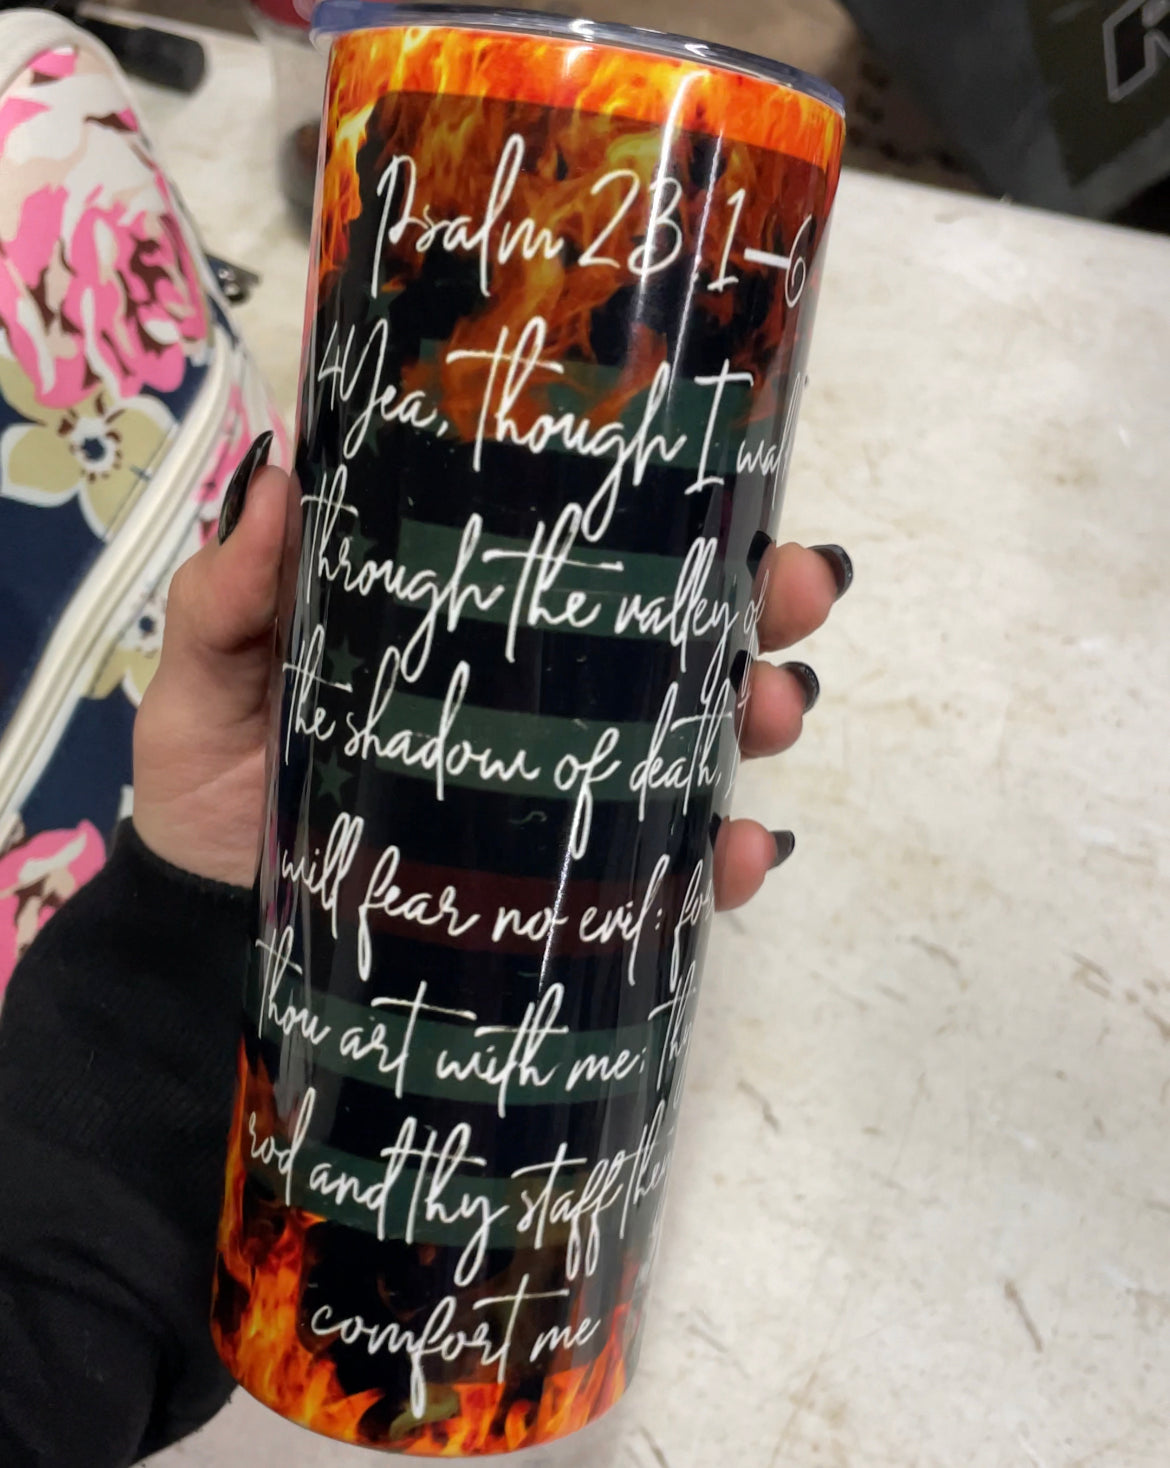 Psalm 23 1-6
4Yea, though I walk
through the valley of
the shadow of death, I
will fear no evil: for
thou art with me: thy
rod and thy staff they
comfort me